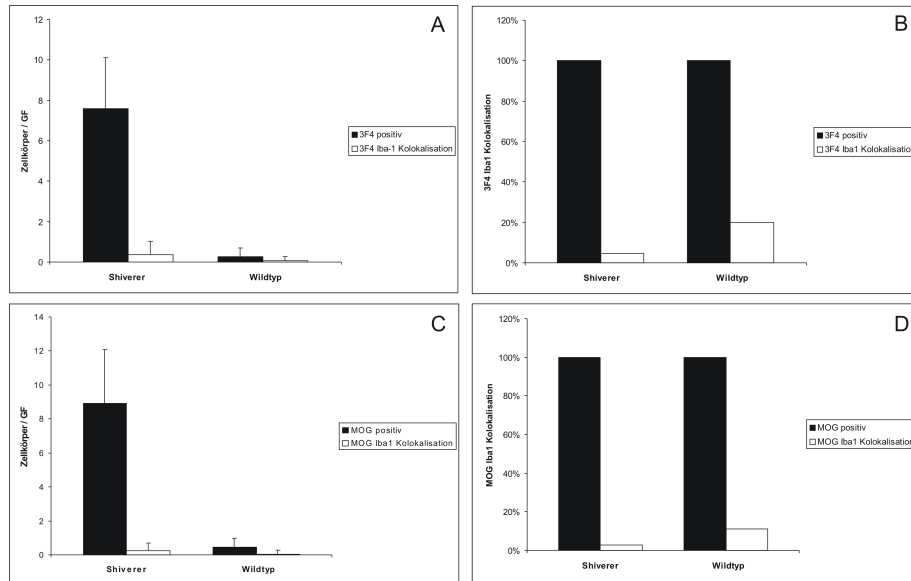 A
12
10
8
6
4
2
0
Zellkörper / GF
Shiverer
Wildtyp
3F4 positiv
3F4 Iba-1 Kolokalisation
B
120%
100%
80%
60%
40%
20%
0%
3F4 Iba1 Kolokalisation
Shiverer
Wildtyp
3F4 positiv
3F4 Iba1 Kolokalisation
C
14
12
10
8
6
4
2
0
Zellkörper / GF
Shiverer
Wildtyp
MOG positiv
MOG Iba1 Kolokalisation
D
120%
100%
80%
60%
40%
20%
0%
MOG Iba1 Kolokalisation
Shiverer
Wildtyp
MOG positiv
MOG Iba1 Kolokalisation